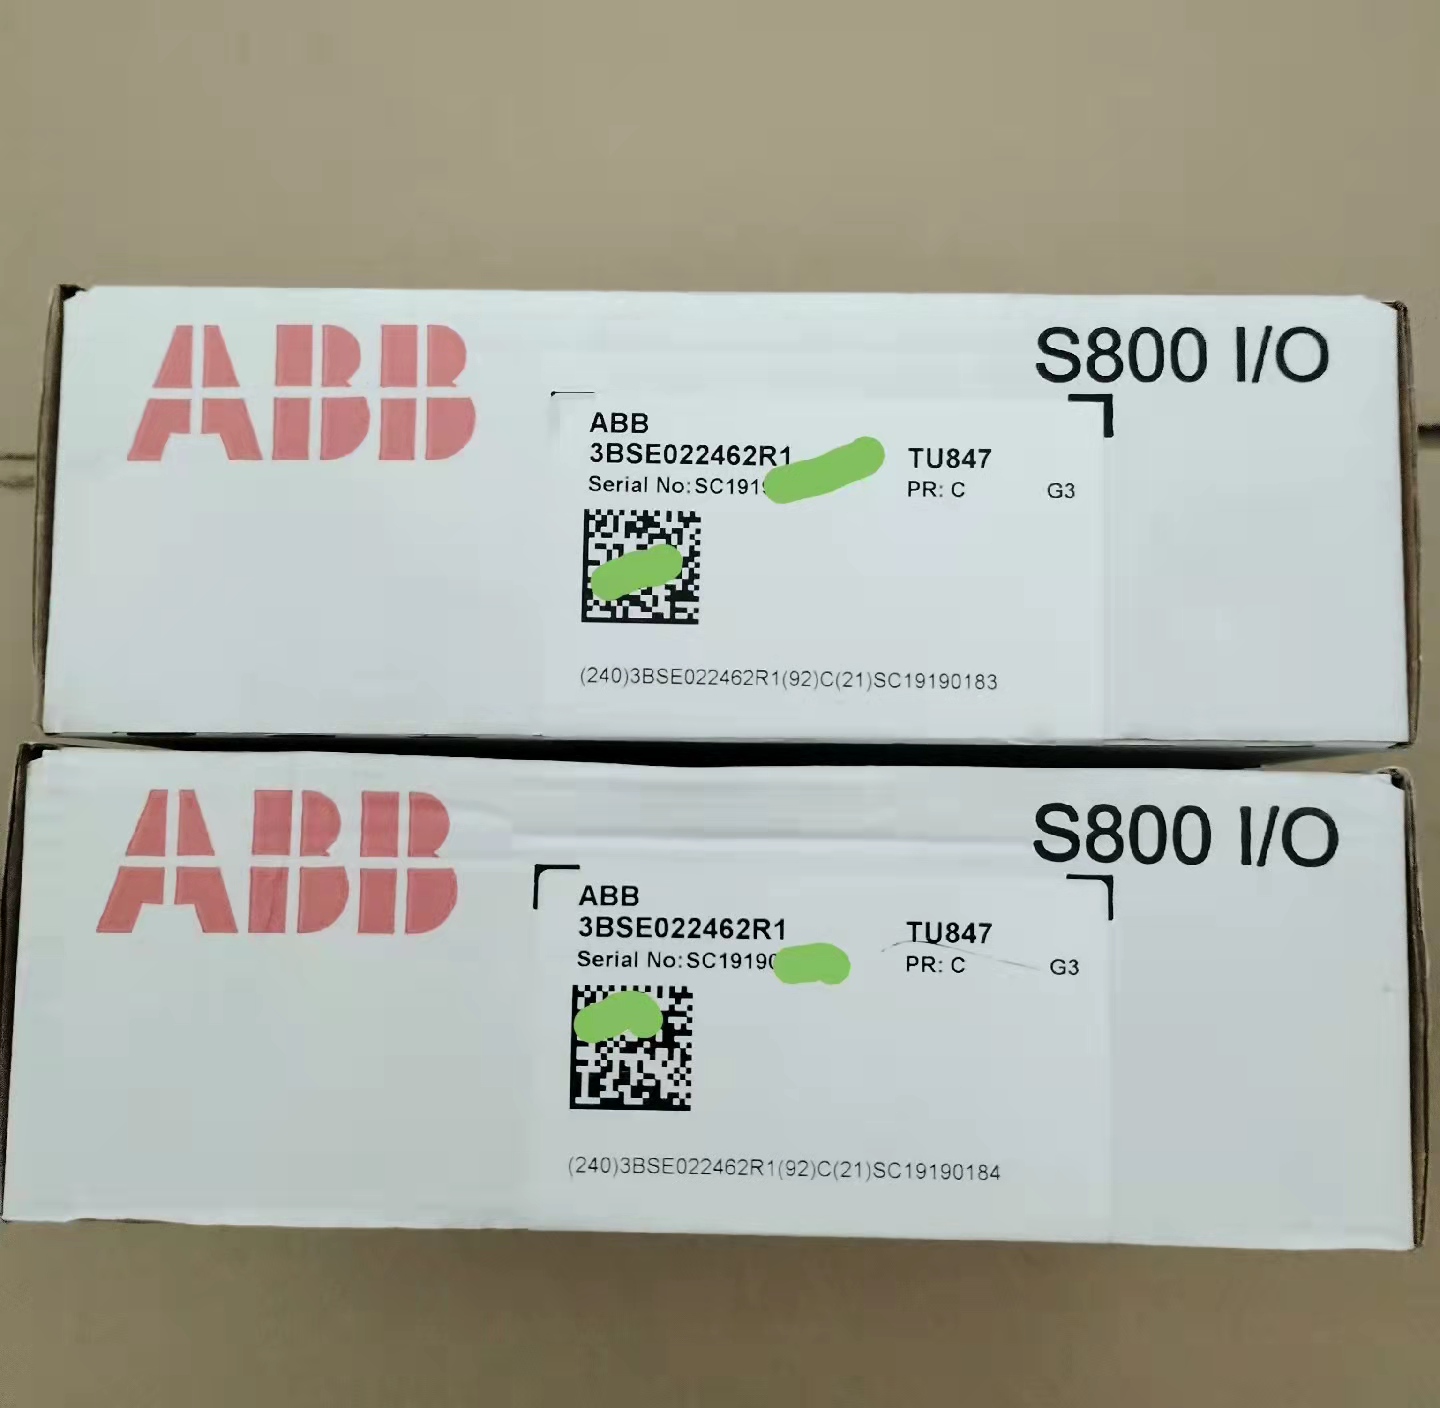 ABB
S800 I/O
ABB
3BSE022462R1
TU847
Serial No:SC191
PR: C
G3
(240)3BSE022462R1(92)C(21)SC19190183
ABB
S800 I/O
ABB
3BSE022462R1
TU847
Serial No:SC1919
PR: C
G3
(240)3BSE022462R1(92)C(21)SC19190184